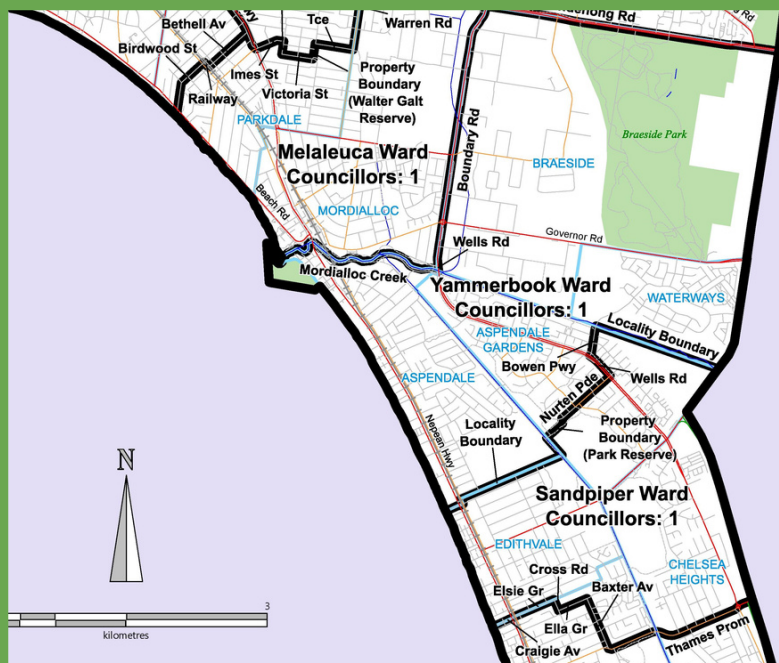 Bethell Av
Tce
Warren Rd
Birdwood St
Imes St
Property
Boundary
(Walter Galt
Reserve)
Victoria St
Railway
PARKDALE
Boundary Rd
Braeside Park
BRAESIDE
Melaleuca Ward
Councillors: 1
Beach Rd
MORDIALLOC
Governor Rd
Wells Rd
Mordialloc Creek
Yammerbook Ward
Councillors: 1
WATERWAYS
Locality Boundary
ASPENDALE
GARDENS
Bowen Pwy
Wells Rd
ASPENDALE
Nurten Pde
Nepean Hwy
Locality
Boundary
Property
Boundary
(Park Reserve)
N
Sandpiper Ward
Councillors: 1
EDITHVALE
CHELSEA
HEIGHTS
Cross Rd
Elsie Gr
Baxter Av
Ella Gr
Craigie Av
Thames Prom
3
kilometres